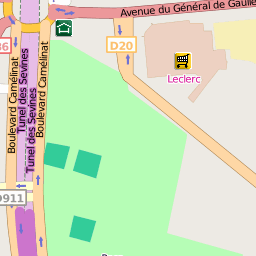 Avenue du Général de Gaulle
D20
Leclerc
Boulevard Camélinat
Tunel des Sevines
Tunel des Sevines
Boulevard Camélinat
D911